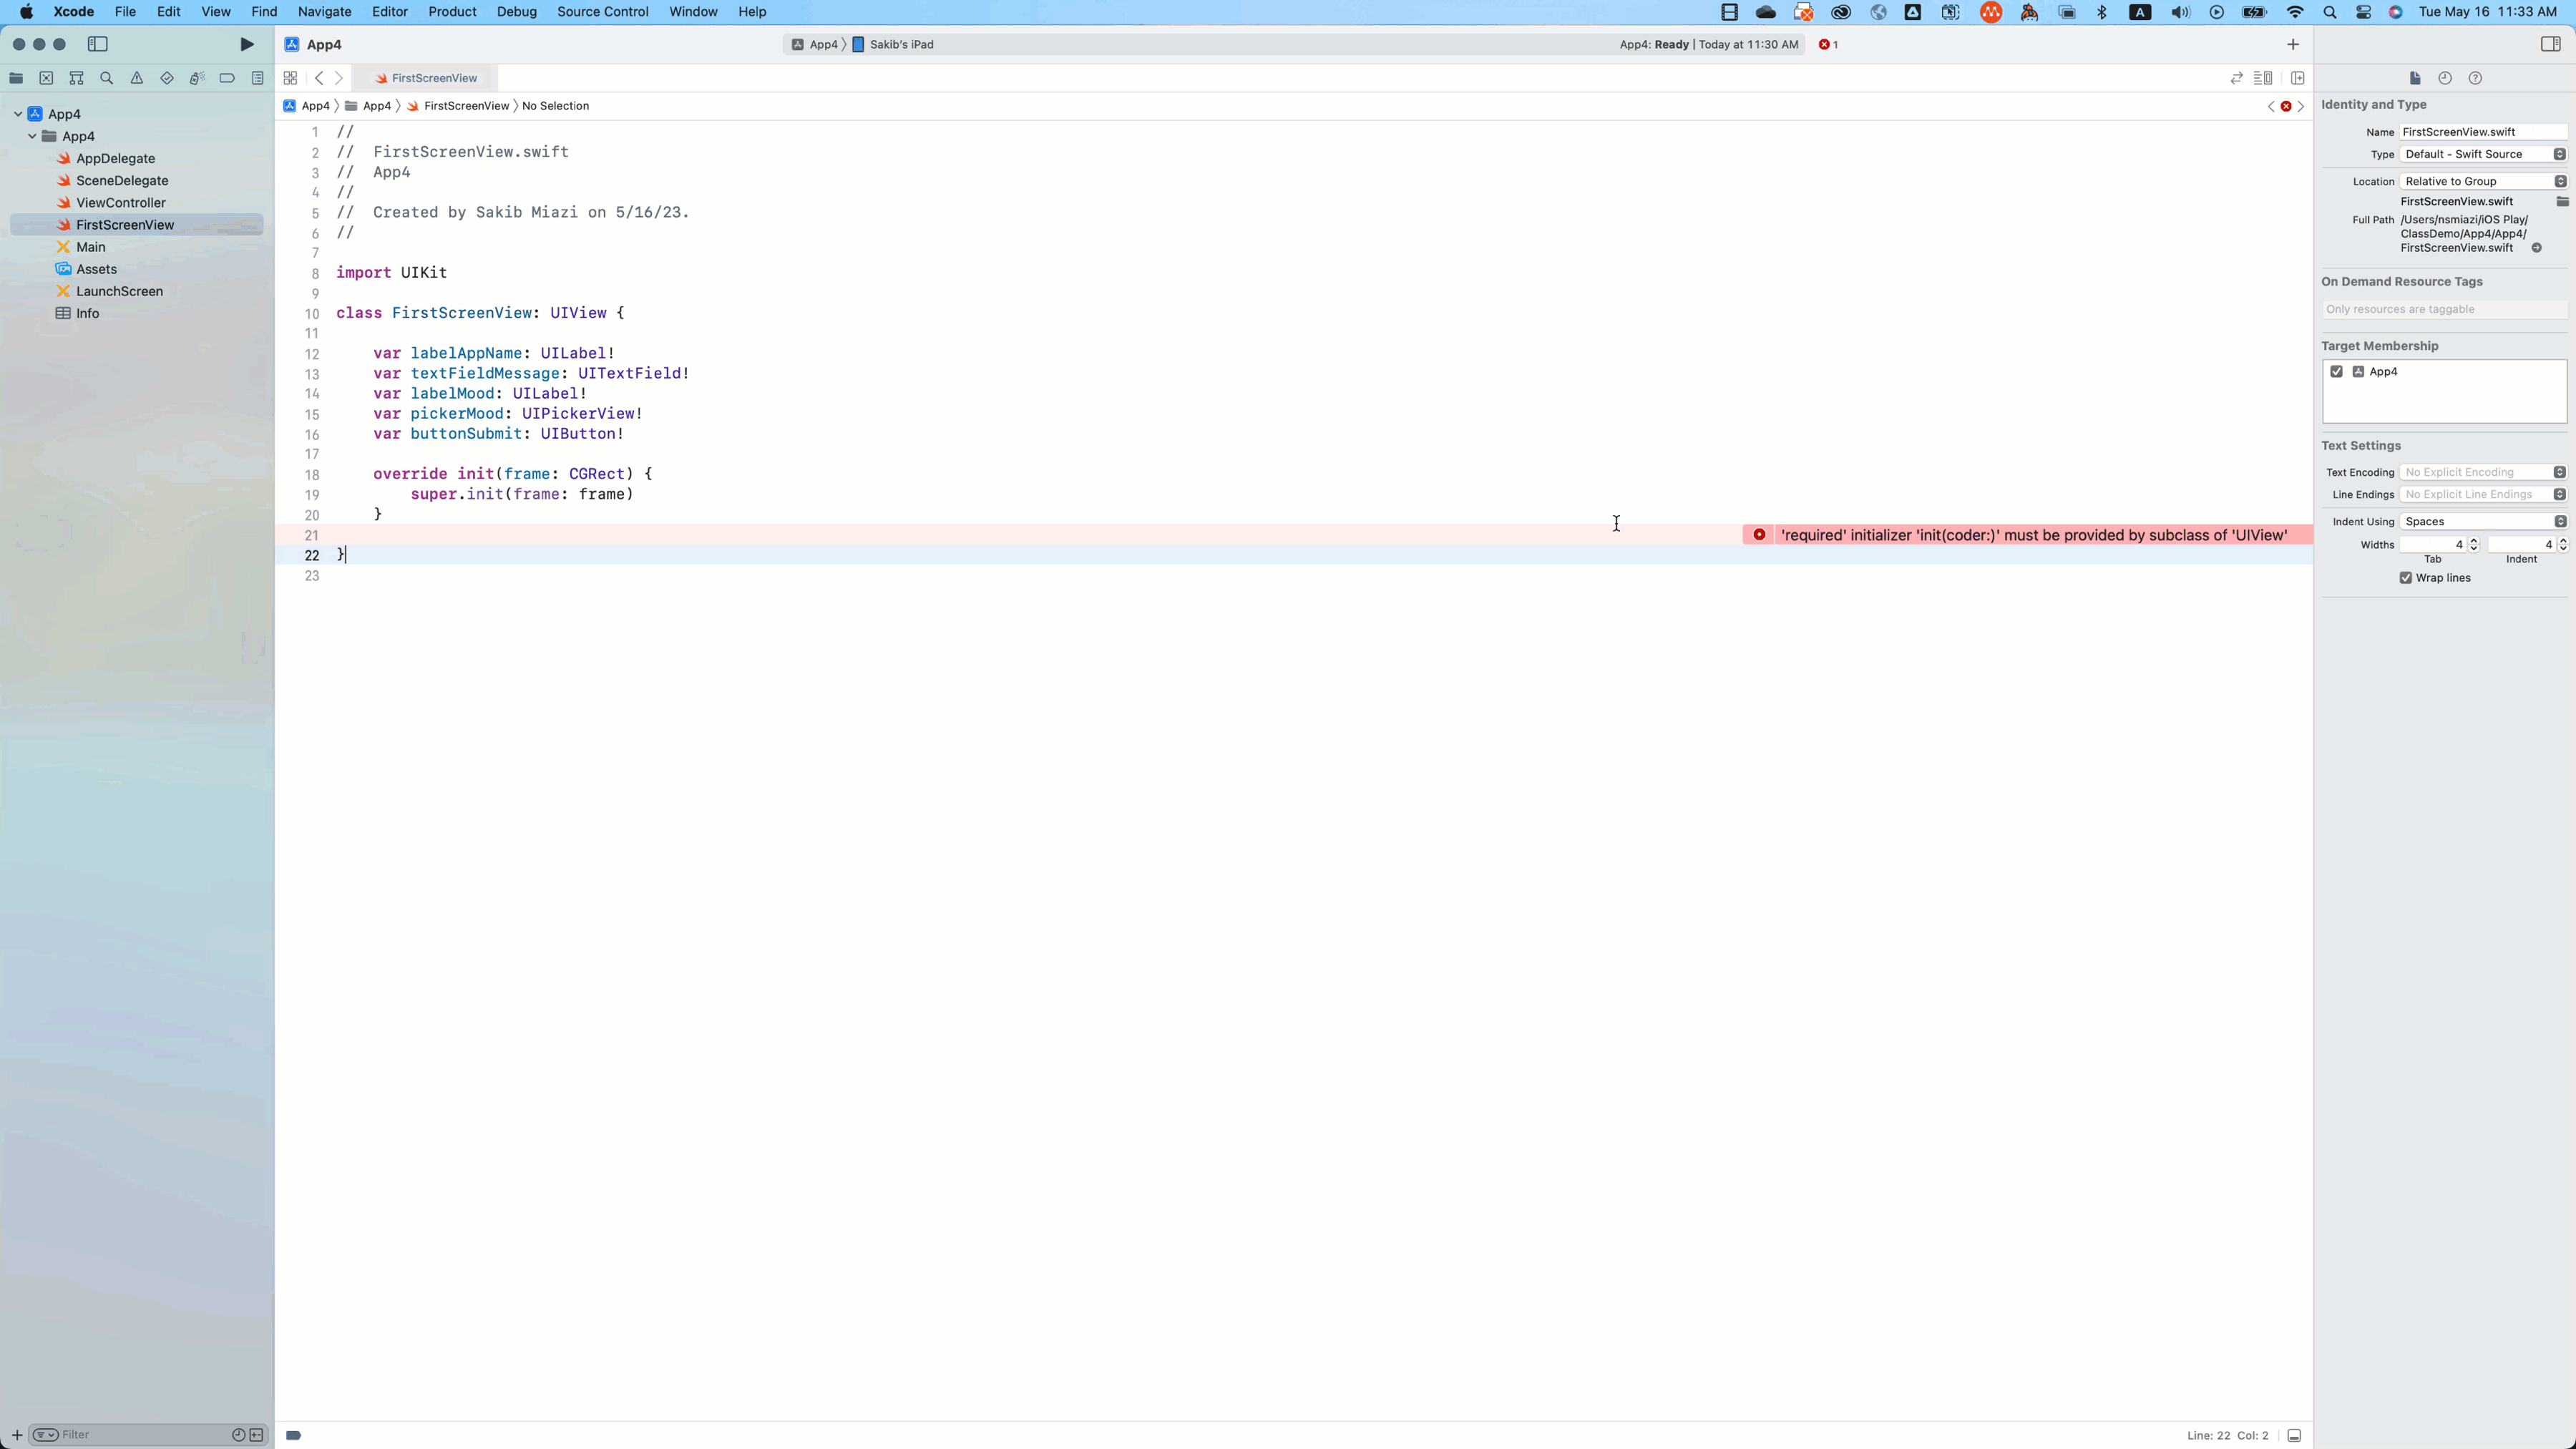 Xcode File Edit View Find Navigate Editor Product Debug Source Control Window Help
A
Tue May 16 11:33 AM
App4
App4 〉 Sakib's iPad
App4: Ready | Today at 11:30 AM
1
FirstScreenView
App4 〉 App4 〉 FirstScreenView 〉 No Selection
App4
App4
AppDelegate
SceneDelegate
ViewController
FirstScreenView
Main
Assets
LaunchScreen
Info
Filter
1 //
2 //  FirstScreenView.swift
3 //  App4
4 //
5 //  Created by Sakib Miazi on 5/16/23.
6 //
7
8 import UIKit
9
10 class FirstScreenView: UIView {
11
12     var labelAppName: UILabel!
13     var textFieldMessage: UITextField!
14     var labelMood: UILabel!
15     var pickerMood: UIPickerView!
16     var buttonSubmit: UIButton!
17
18     override init(frame: CGRect) {
19         super.init(frame: frame)
20     }
21 'required' initializer 'init(coder:)' must be provided by subclass of 'UIView'
22 }
23
Line: 22 Col: 2
Identity and Type
Name FirstScreenView.swift
Type Default - Swift Source
Location Relative to Group
FirstScreenView.swift
Full Path /Users/nsmiazi/iOS Play/
ClassDemo/App4/App4/
FirstScreenView.swift
On Demand Resource Tags
Only resources are taggable
Target Membership
App4
Text Settings
Text Encoding No Explicit Encoding
Line Endings No Explicit Line Endings
Indent Using Spaces
Widths 4 4
Tab Indent
Wrap lines